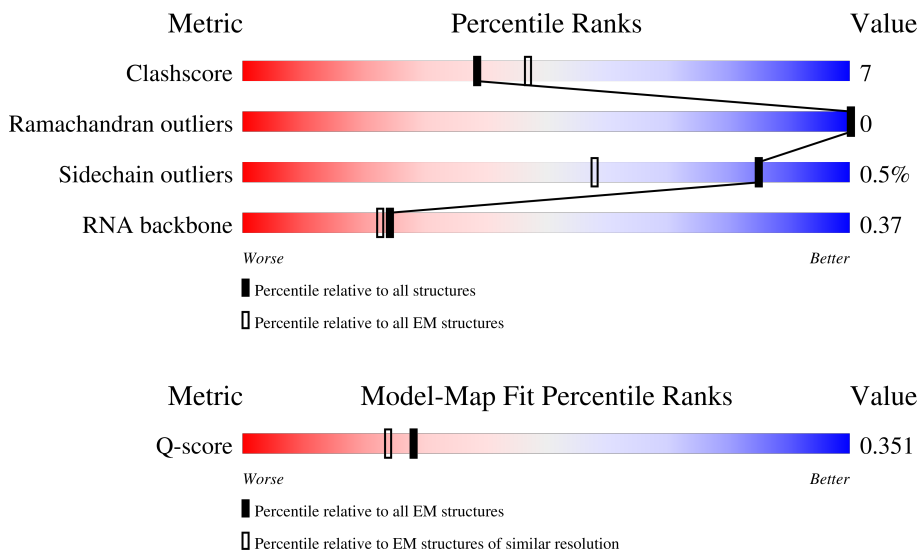 Metric Percentile Ranks Value
Clashscore 7
Ramachandran outliers 0
Sidechain outliers 0.5%
RNA backbone 0.37
Worse Better
Percentile relative to all structures
Percentile relative to all EM structures
Metric Model-Map Fit Percentile Ranks Value
Q-score 0.351
Worse Better
Percentile relative to all EM structures
Percentile relative to EM structures of similar resolution